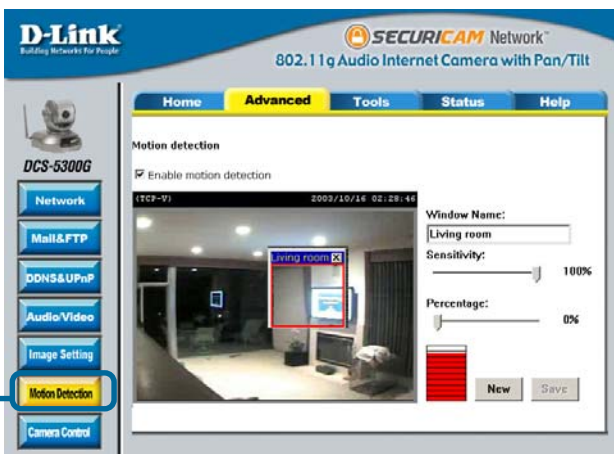 D-Link
Building Networks for People
SECURICAM Network™
802.11g Audio Internet Camera with Pan/Tilt
Home Advanced Tools Status Help
DCS-5300G
Network
Mail&FTP
DDNS&UPnP
Audio/Video
Image Setting
Motion Detection
Camera Control
Motion detection
Enable motion detection
(TCP-V) 2003/10/16 02:28:46
Living room
Window Name:
Living room
Sensitivity:
100%
Percentage:
0%
New Save